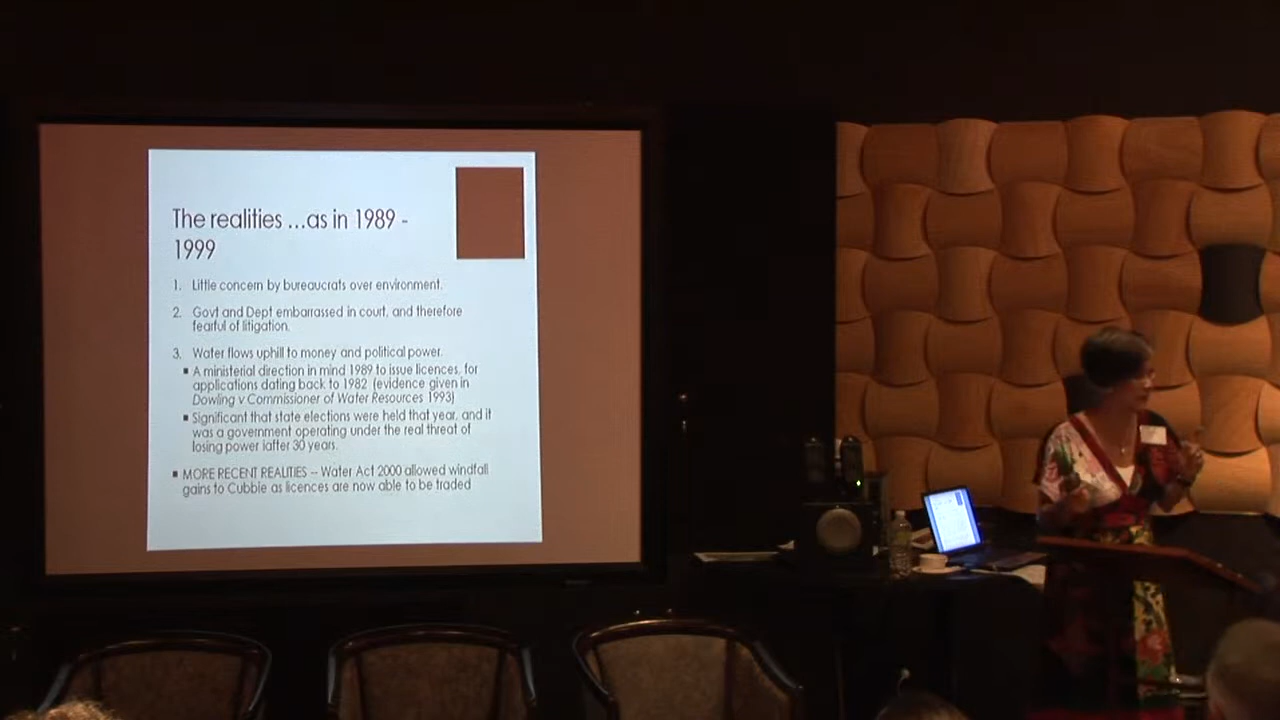 The realities ...as in 1989 -
1999
1. Little concern by bureaucrats over environment.
2. Govt and Dept embarrassed in court, and therefore
fearful of litigation.
3. Water flows uphill to money and political power.
■ A ministerial direction in mind 1989 to issue licences, for
applications dating back to 1982 (evidence given in
Dowling v Commissioner of Water Resources 1993)
■ Significant that state elections were held that year, and it
was a government operating under the real threat of
losing power !after 30 years.
■ MORE RECENT REALITIES – Water Act 2000 allowed windfall
gains to Cubbie as licences are now able to be traded